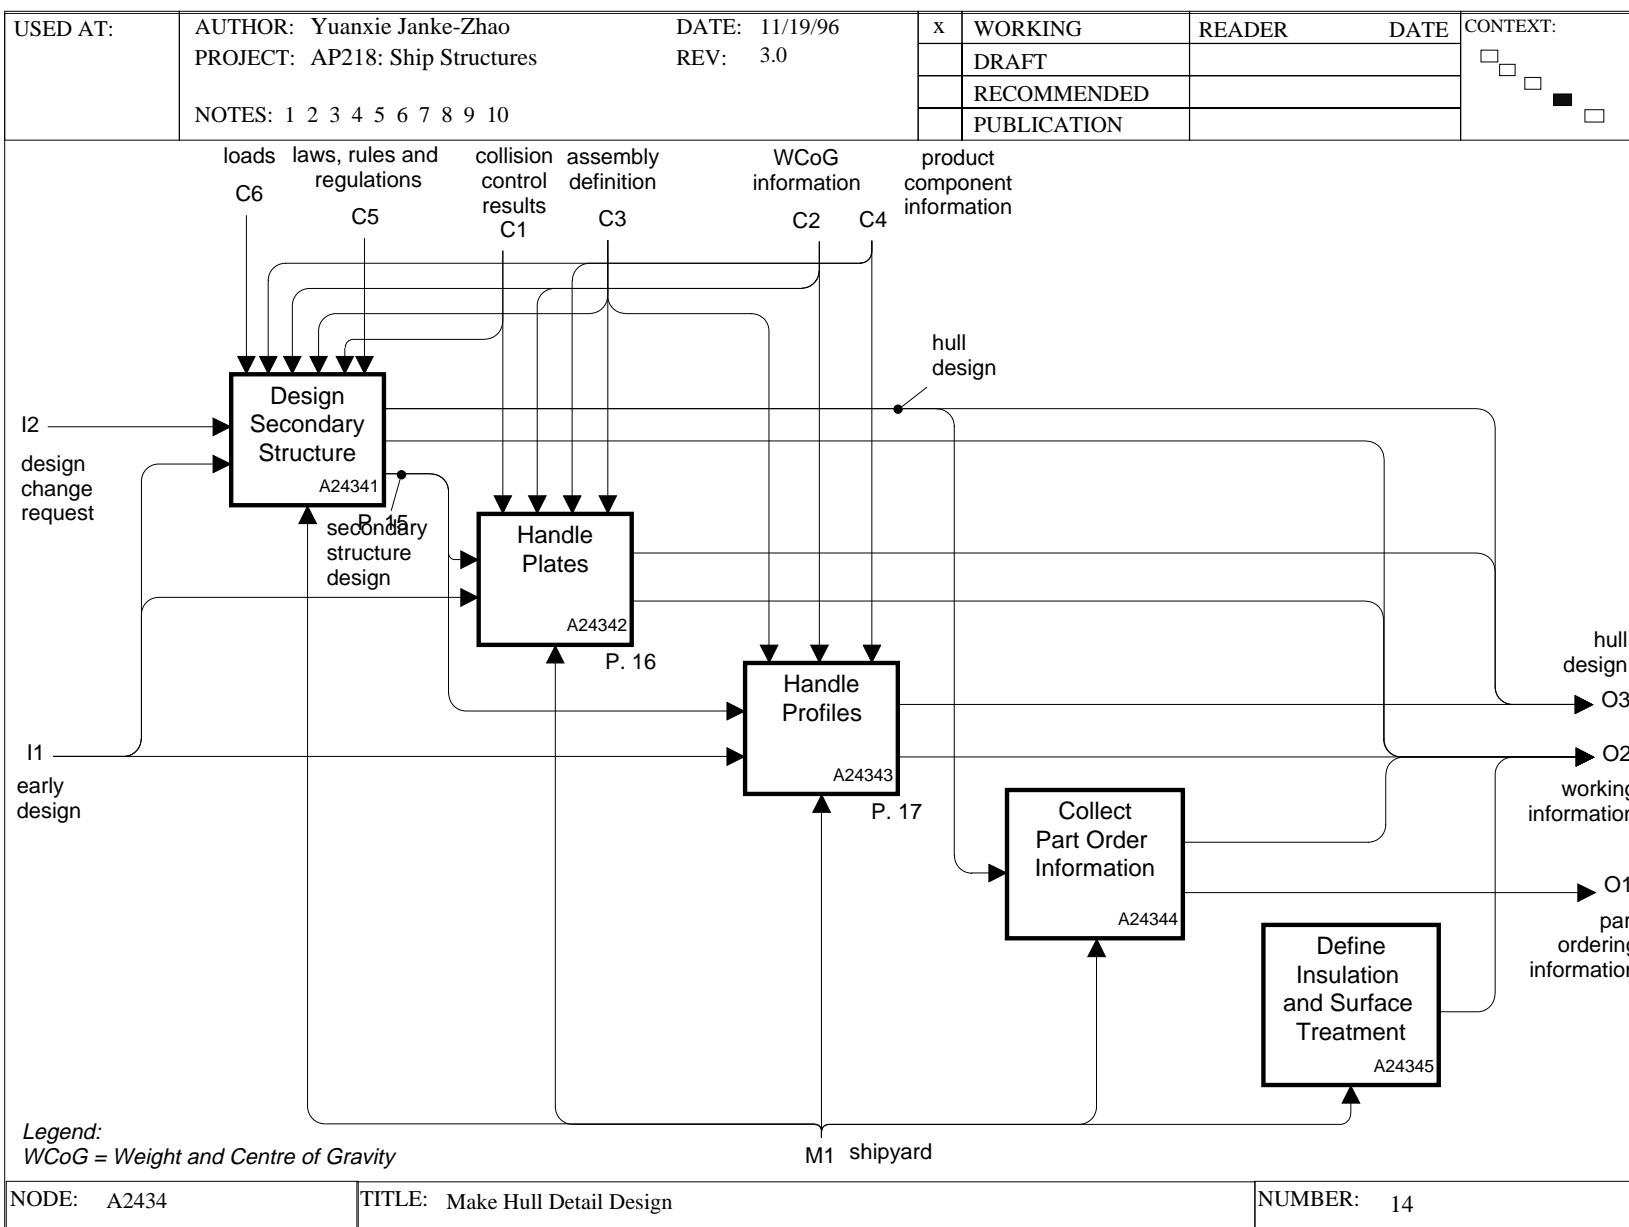 USED AT:
AUTHOR: Yuanxie Janke-Zhao
DATE: 11/19/96
PROJECT: AP218: Ship Structures
REV: 3.0
NOTES: 1 2 3 4 5 6 7 8 9 10
x WORKING
DRAFT
RECOMMENDED
PUBLICATION
READER DATE
CONTEXT:
loads
C6
laws, rules and
regulations
C5
collision
control
results
C1
assembly
definition
C3
WCoG
information
C2
C4
product
component
information
hull
design
Design
Secondary
Structure
A24341
P. 15
I2
design
change
request
secondary
structure
design
Handle
Plates
A24342
P. 16
Handle
Profiles
A24343
P. 17
I1
early
design
Collect
Part Order
Information
A24344
Define
Insulation
and Surface
Treatment
A24345
hull
design
O3
O2
working
information
O1
par
ordering
information
M1 shipyard
Legend:
WCoG = Weight and Centre of Gravity
NODE: A2434
TITLE: Make Hull Detail Design
NUMBER: 14